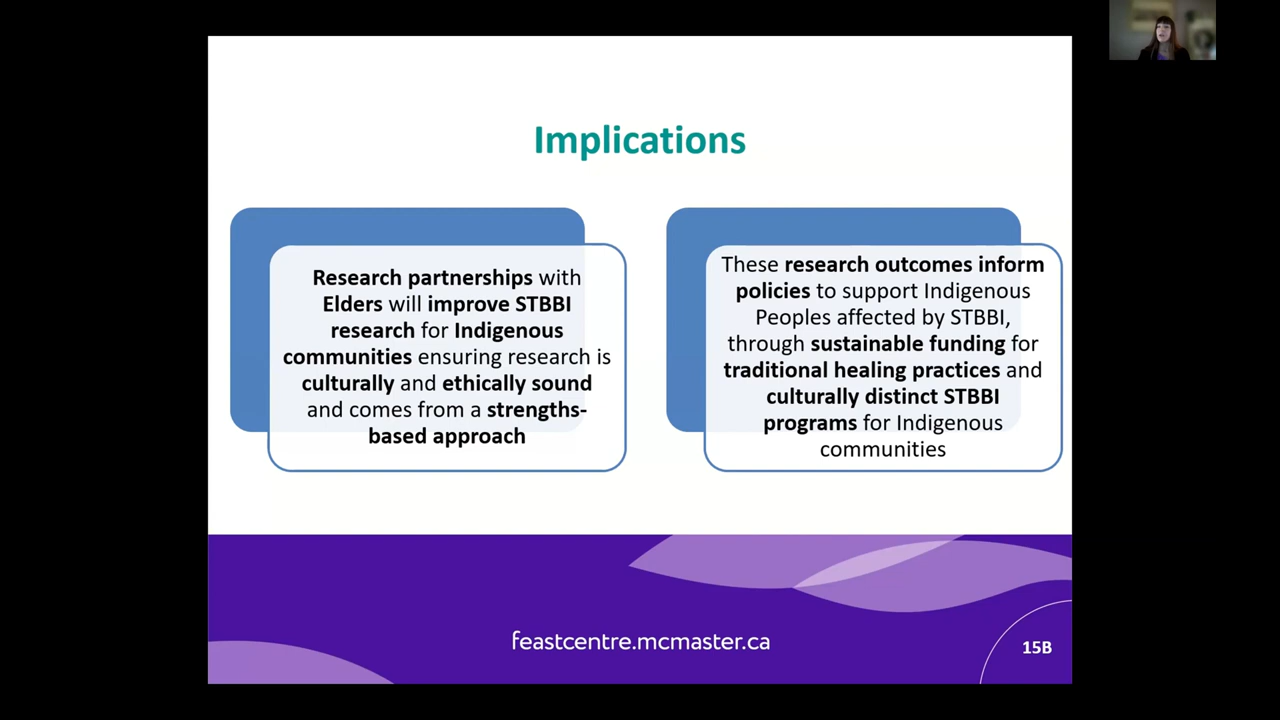 Implications
Research partnerships with
Elders will improve STBBI
research for Indigenous
communities ensuring research is
culturally and ethically sound
and comes from a strengths-
based approach
These research outcomes inform
policies to support Indigenous
Peoples affected by STBBI,
through sustainable funding for
traditional healing practices and
culturally distinct STBBI
programs for Indigenous
communities
feastcentre.mcmaster.ca
15B